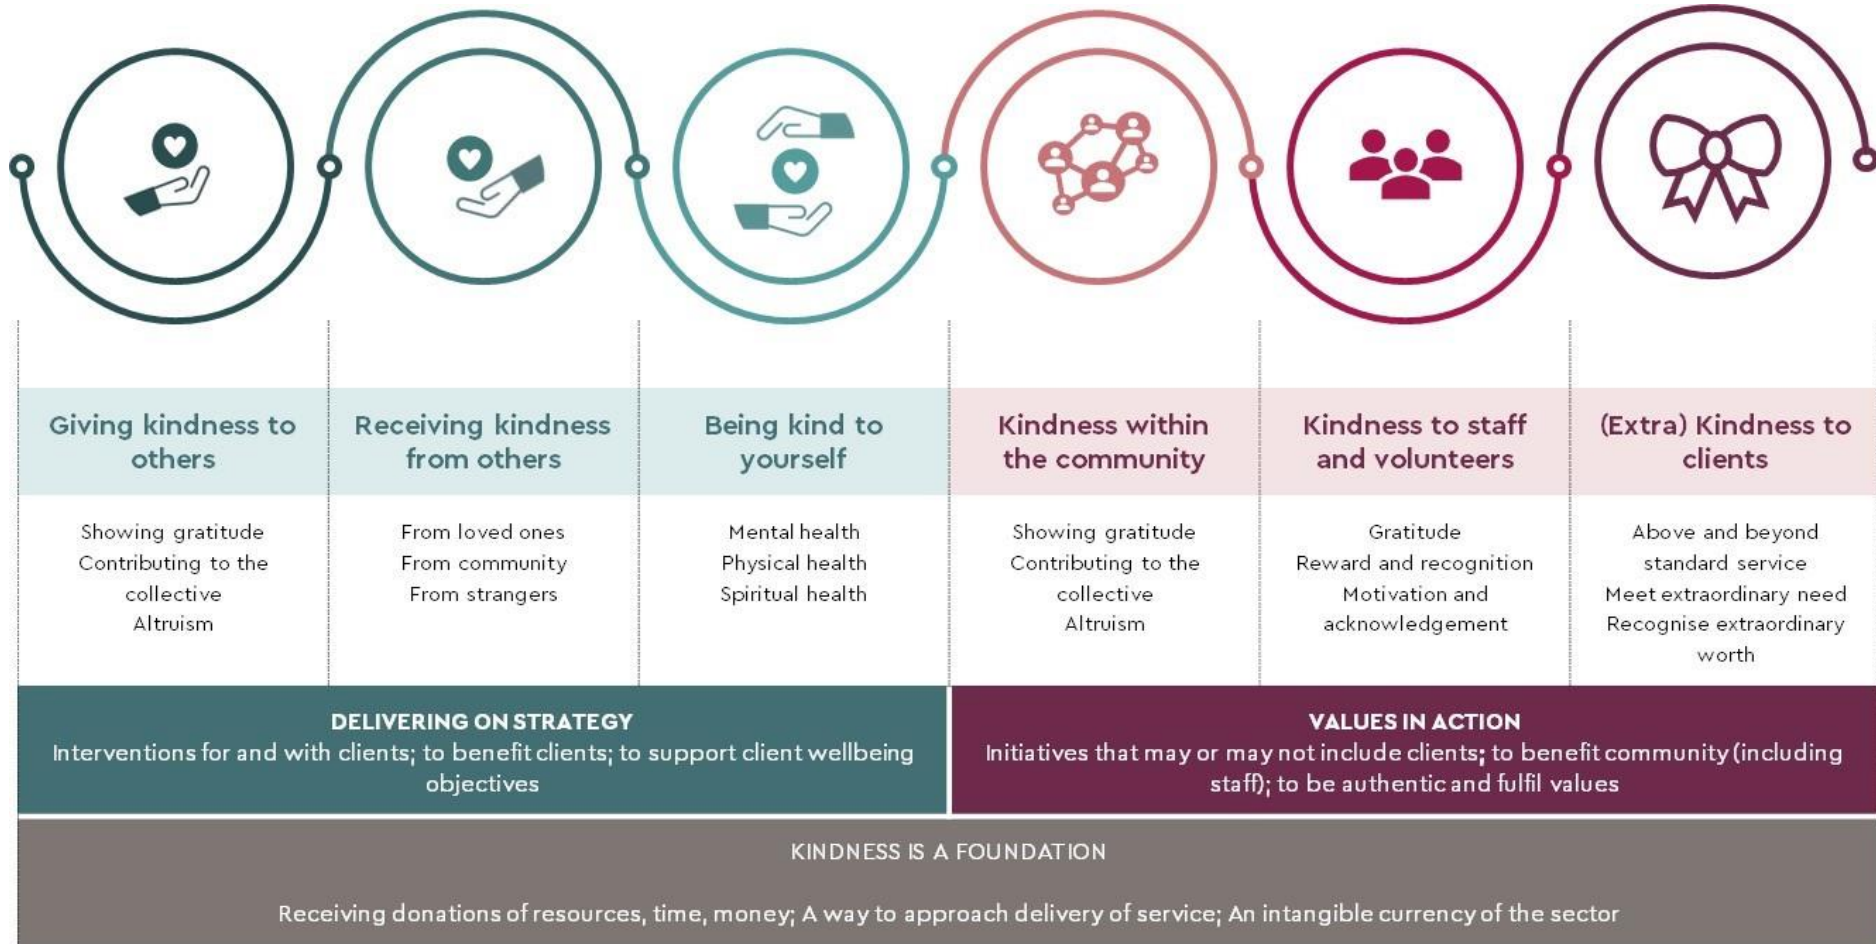 Giving kindness to
others
Showing gratitude
Contributing to the
collective
Altruism
Receiving kindness
from others
From loved ones
From community
From strangers
Being kind to
yourself
Mental health
Physical health
Spiritual health
Kindness within
the community
Showing gratitude
Contributing to the
collective
Altruism
Kindness to staff
and volunteers
Gratitude
Reward and recognition
Motivation and
acknowledgement
(Extra) Kindness to
clients
Above and beyond
standard service
Meet extraordinary need
Recognise extraordinary
worth
DELIVERING ON STRATEGY
Interventions for and with clients; to benefit clients; to support client wellbeing
objectives
VALUES IN ACTION
Initiatives that may or may not include clients; to benefit community (including
staff); to be authentic and fulfil values
KINDNESS IS A FOUNDATION
Receiving donations of resources, time, money; A way to approach delivery of service; An intangible currency of the sector